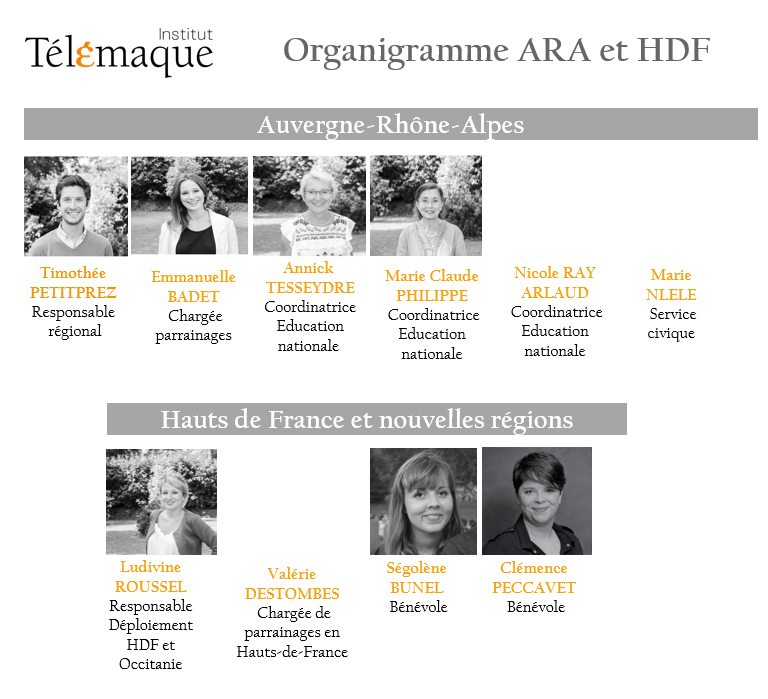 Institut
Télémaque
Organigramme ARA et HDF
Auvergne-Rhône-Alpes
Timothée
PETITPREZ
Responsable
régional
Emmanuelle
BADET
Chargée
parrainages
Annick
TESSEYDRE
Coordinatrice
Education
nationale
Marie Claude
PHILIPPE
Coordinatrice
Education
nationale
Nicole RAY
ARLAUD
Coordinatrice
Education
nationale
Marie
NLELE
Service
civique
Hauts de France et nouvelles régions
Ludivine
ROUSSEL
Responsable
Déploiement
HDF et
Occitanie
Valérie
DESTOMBES
Chargée de
parrainages en
Hauts-de-France
Ségolène
BUNEL
Bénévole
Clémence
PECCAVET
Bénévole